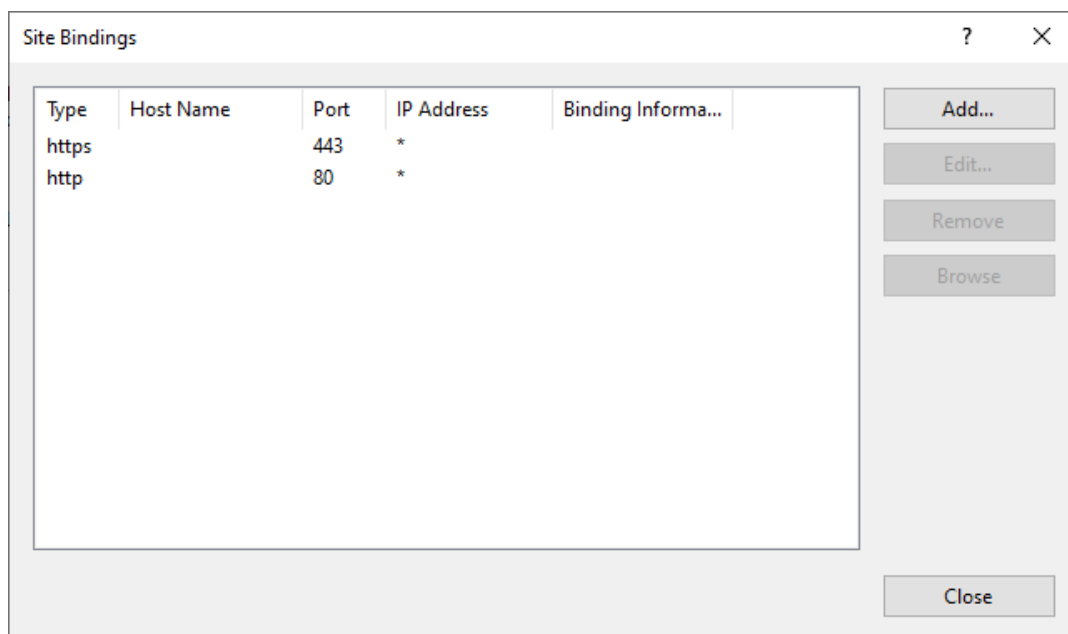 Site Bindings ?
Type Host Name Port IP Address Binding Informa...
https 443 *
http 80 *
Add...
Edit...
Remove
Browse
Close